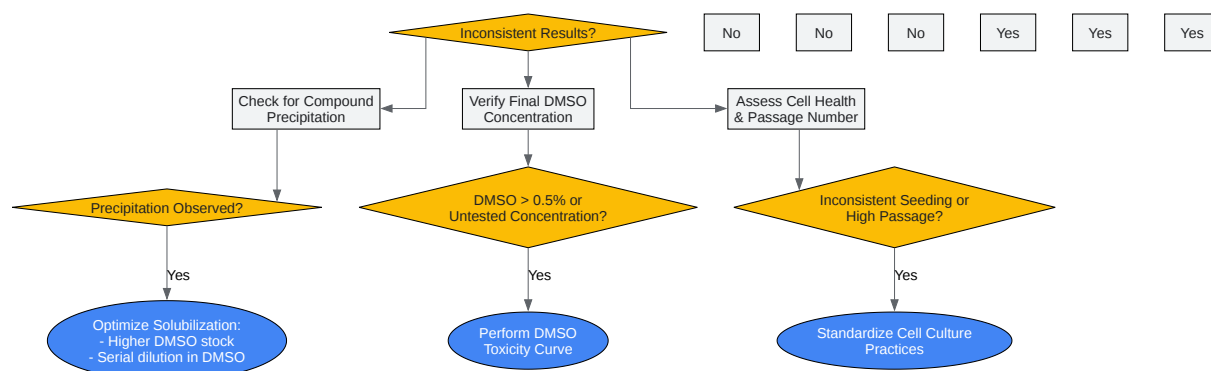 Inconsistent Results?
No
No
No
Yes
Yes
Yes
Check for Compound
Precipitation
Verify Final DMSO
Concentration
Assess Cell Health
& Passage Number
Precipitation Observed?
DMSO > 0.5% or
Untested Concentration?
Inconsistent Seeding or
High Passage?
Yes
Yes
Yes
Optimize Solubilization:
- Higher DMSO stock
- Serial dilution in DMSO
Perform DMSO
Toxicity Curve
Standardize Cell Culture
Practices